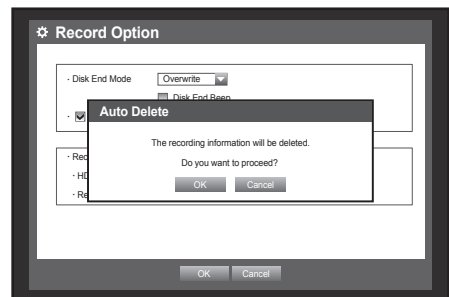 Record Option
· Disk End Mode Overwrite
Disk End Beep
Auto Delete
The recording information will be deleted.
Do you want to proceed?
OK Cancel
· Rec
· HD
· Re
OK Cancel